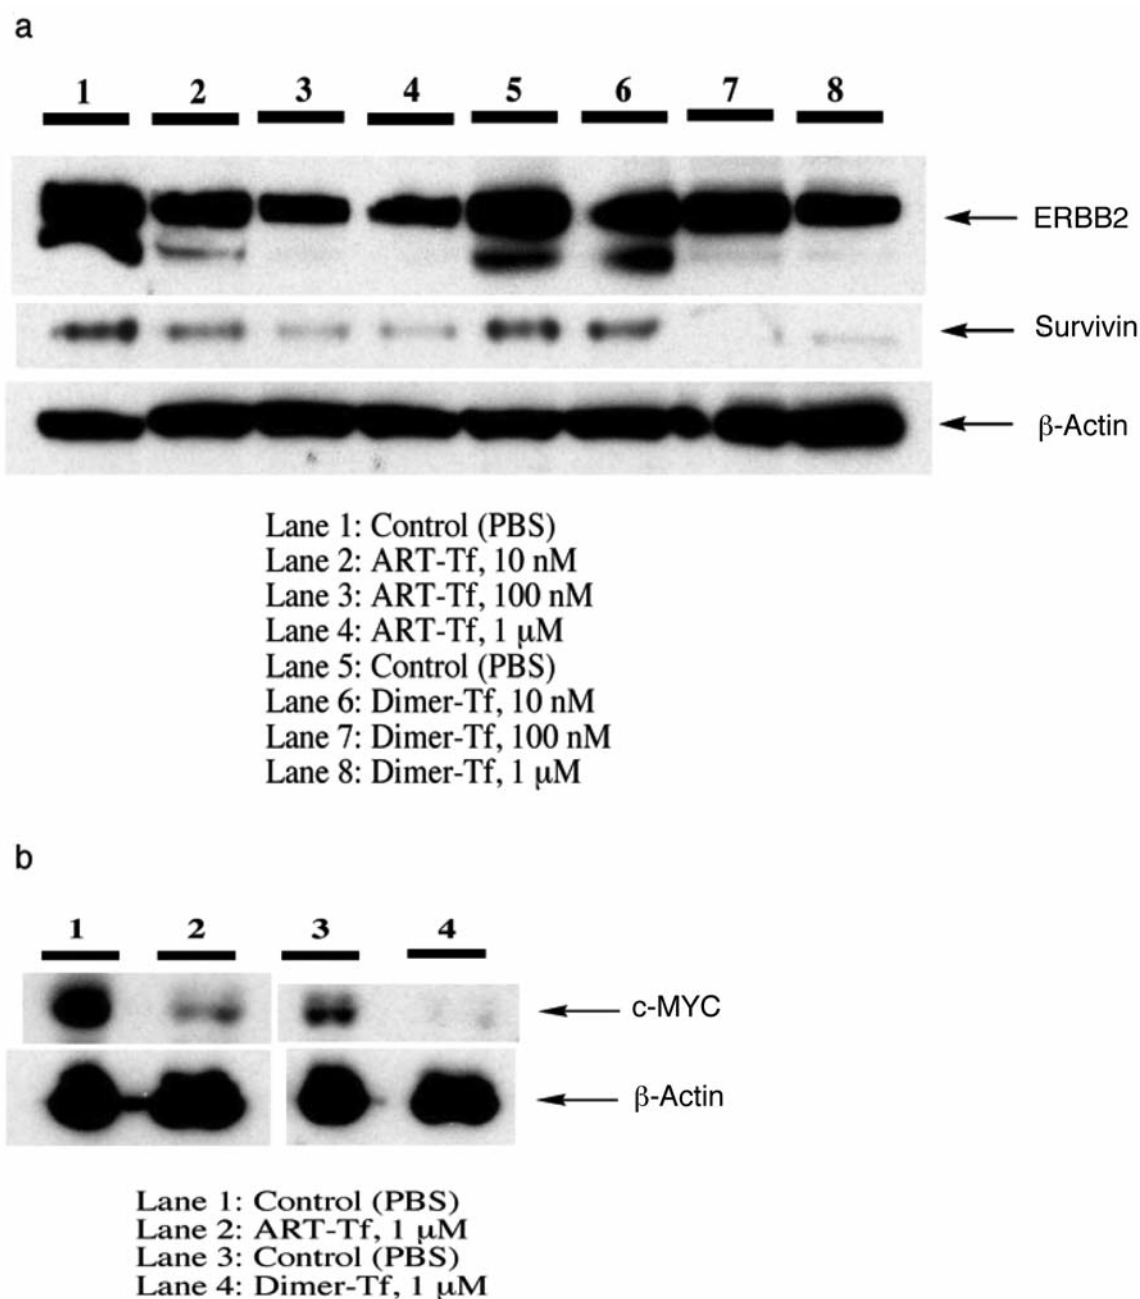 a
1 2 3 4 5 6 7 8
ERBB2
Survivin
β-Actin
Lane 1: Control (PBS)
Lane 2: ART-Tf, 10 nM
Lane 3: ART-Tf, 100 nM
Lane 4: ART-Tf, 1 μM
Lane 5: Control (PBS)
Lane 6: Dimer-Tf, 10 nM
Lane 7: Dimer-Tf, 100 nM
Lane 8: Dimer-Tf, 1 μM
b
1 2 3 4
c-MYC
β-Actin
Lane 1: Control (PBS)
Lane 2: ART-Tf, 1 μM
Lane 3: Control (PBS)
Lane 4: Dimer-Tf, 1 μM